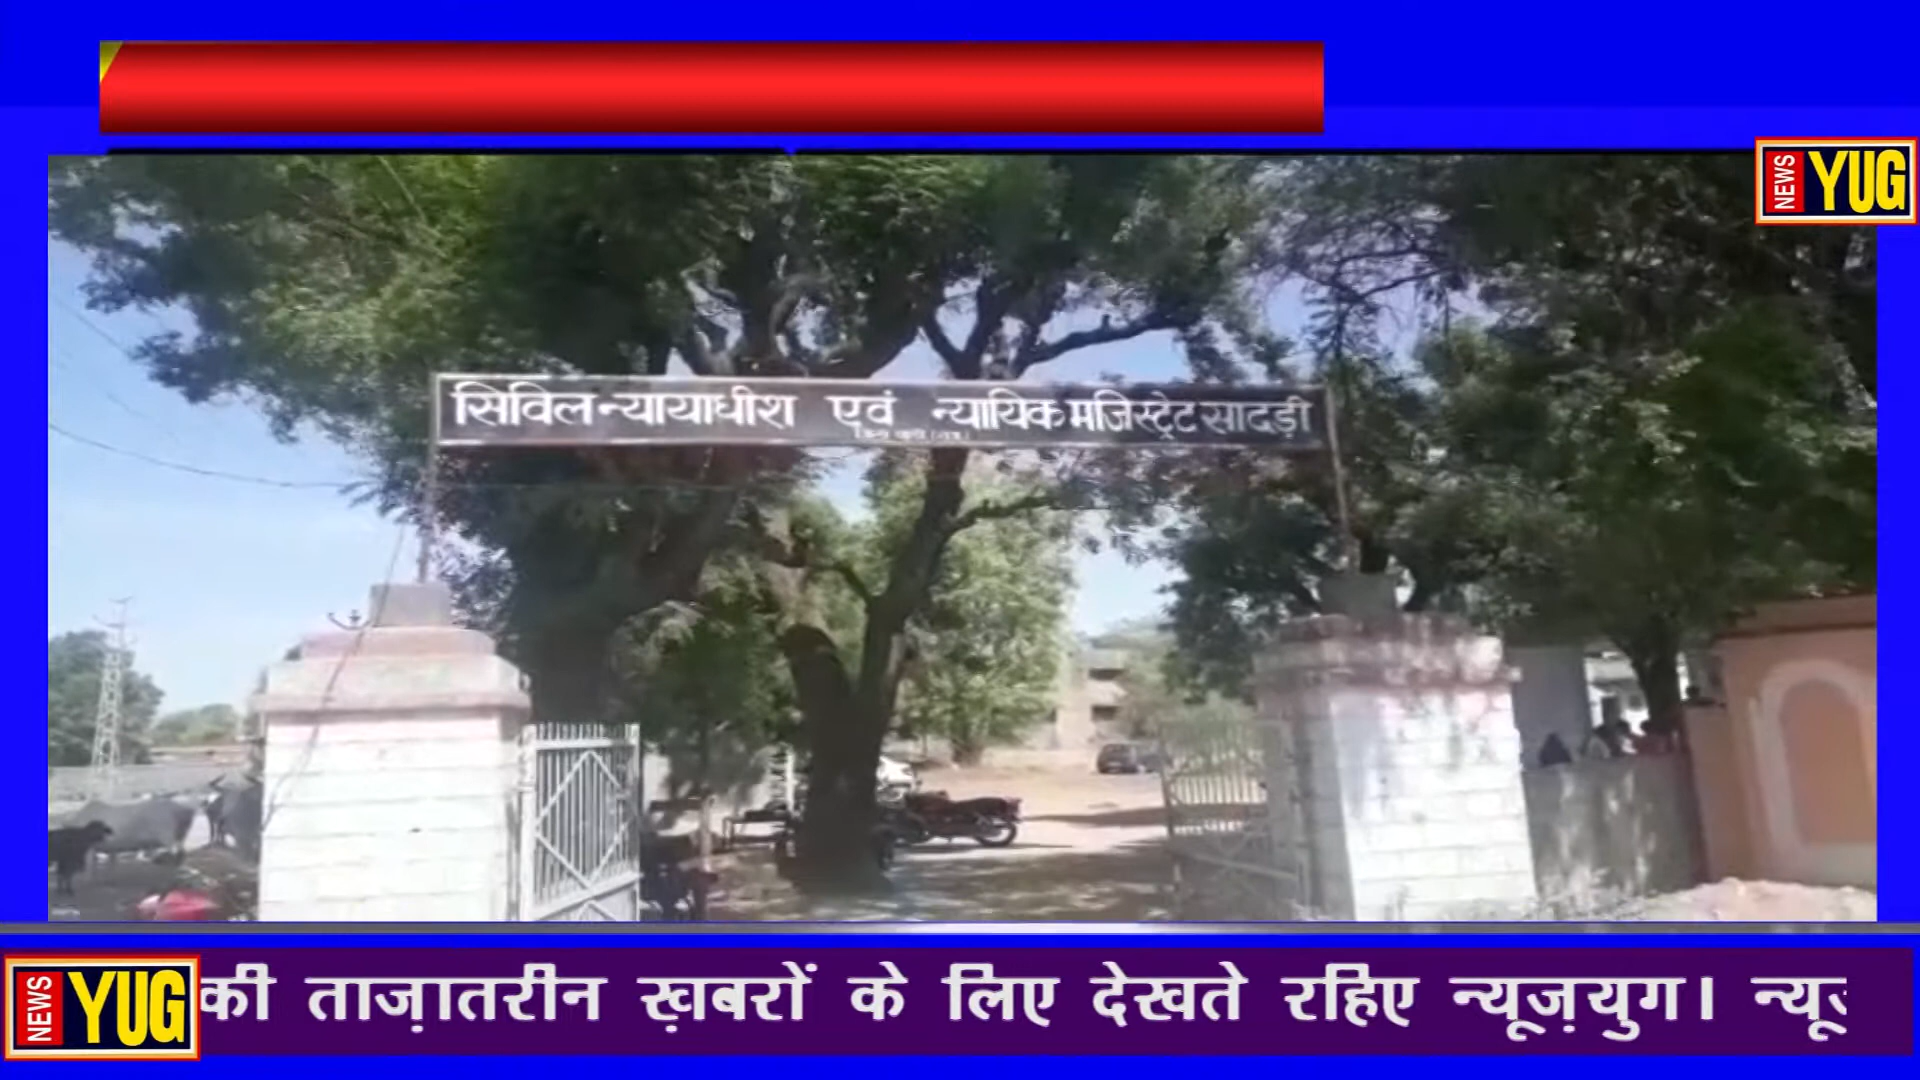 NEWS YUG
सिविल न्यायाधीश एवं न्यायिक मजिस्ट्रेट सादड़ी
NEWS YUG
की ताज़ातरीन ख़बरों के लिए देखते रहिए न्यूज़युग। न्यूज़